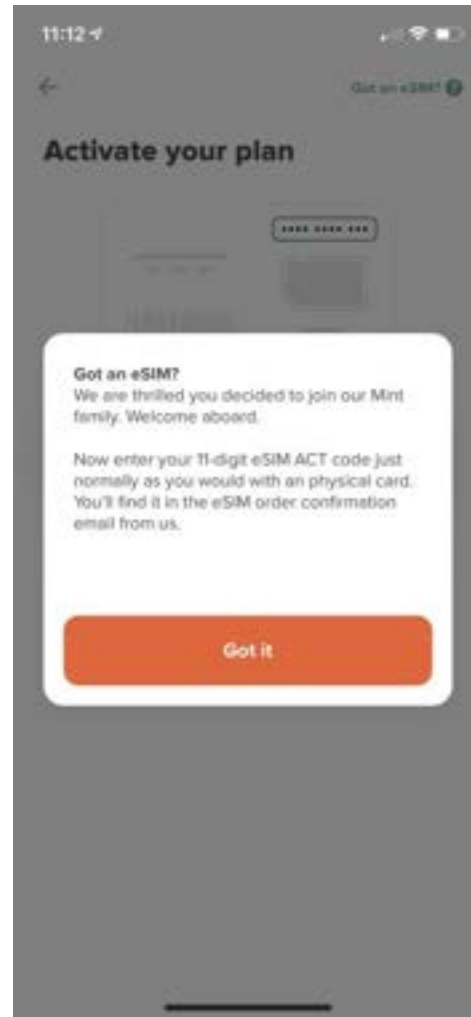 11:12
Got an eSIM? ?
Activate your plan
Got an eSIM?
We are thrilled you decided to join our Mint
family. Welcome aboard.
Now enter your 11-digit eSIM ACT code just
normally as you would with an physical card.
You'll find it in the eSIM order confirmation
email from us.
Got it